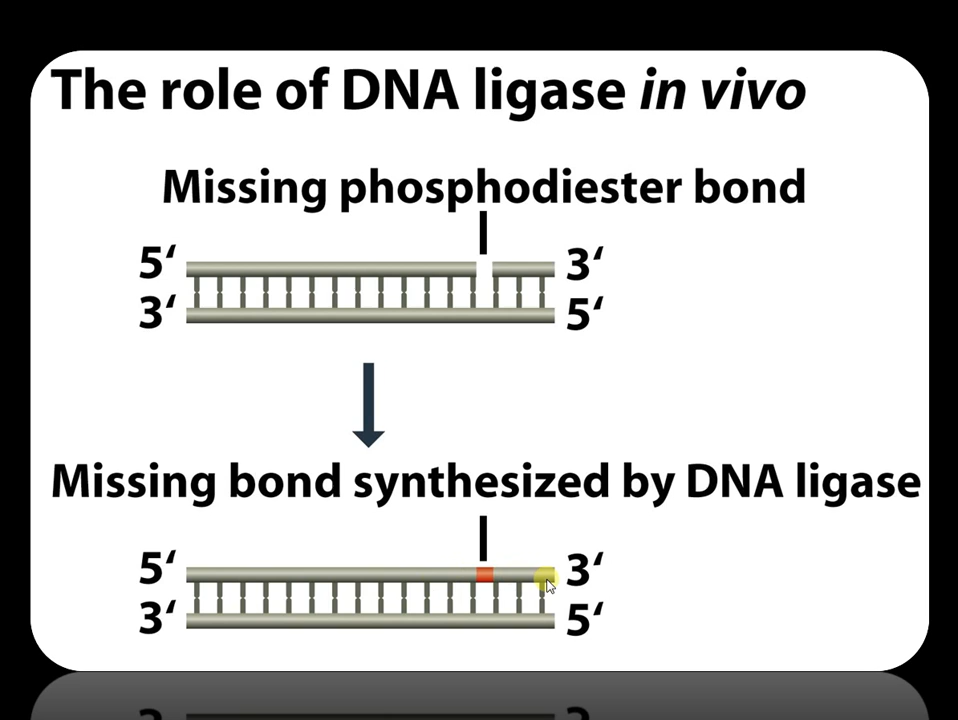 The role of DNA ligase in vivo
Missing phosphodiester bond
5‘ 3‘
3‘ 5‘
Missing bond synthesized by DNA ligase
5‘ 3‘
3‘ 5‘